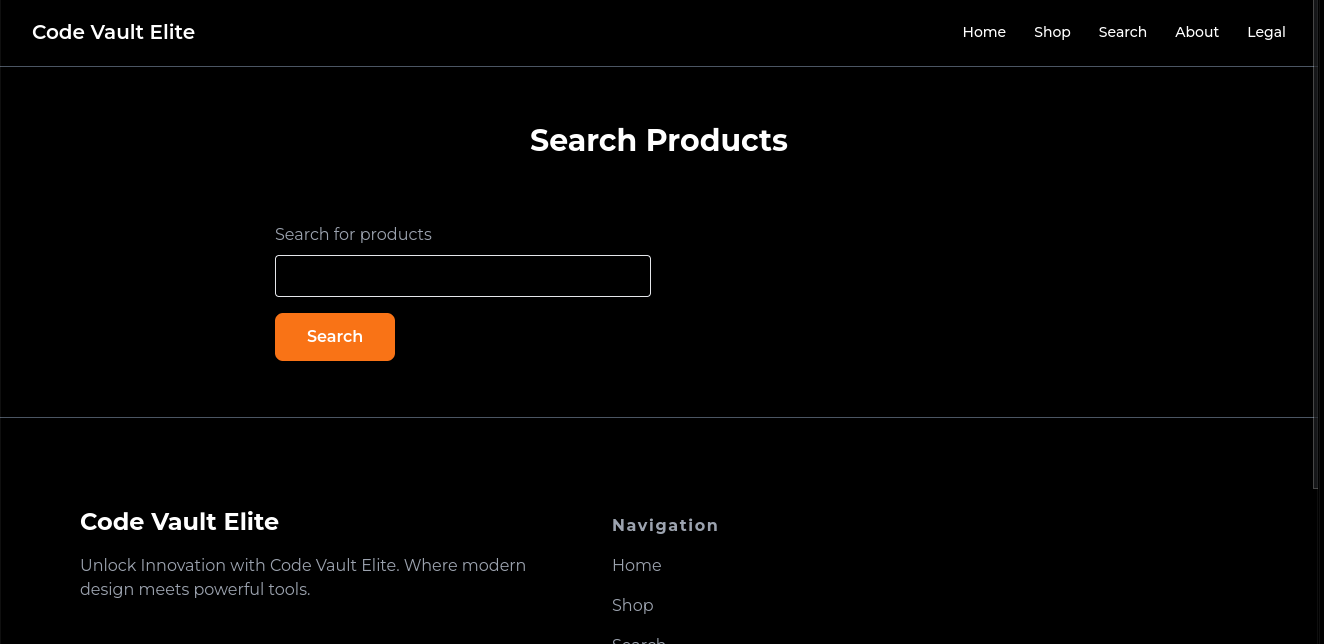 Code Vault Elite
Home Shop Search About Legal
Search Products
Search for products
Search
Code Vault Elite
Unlock Innovation with Code Vault Elite. Where modern
design meets powerful tools.
Navigation
Home
Shop
Search